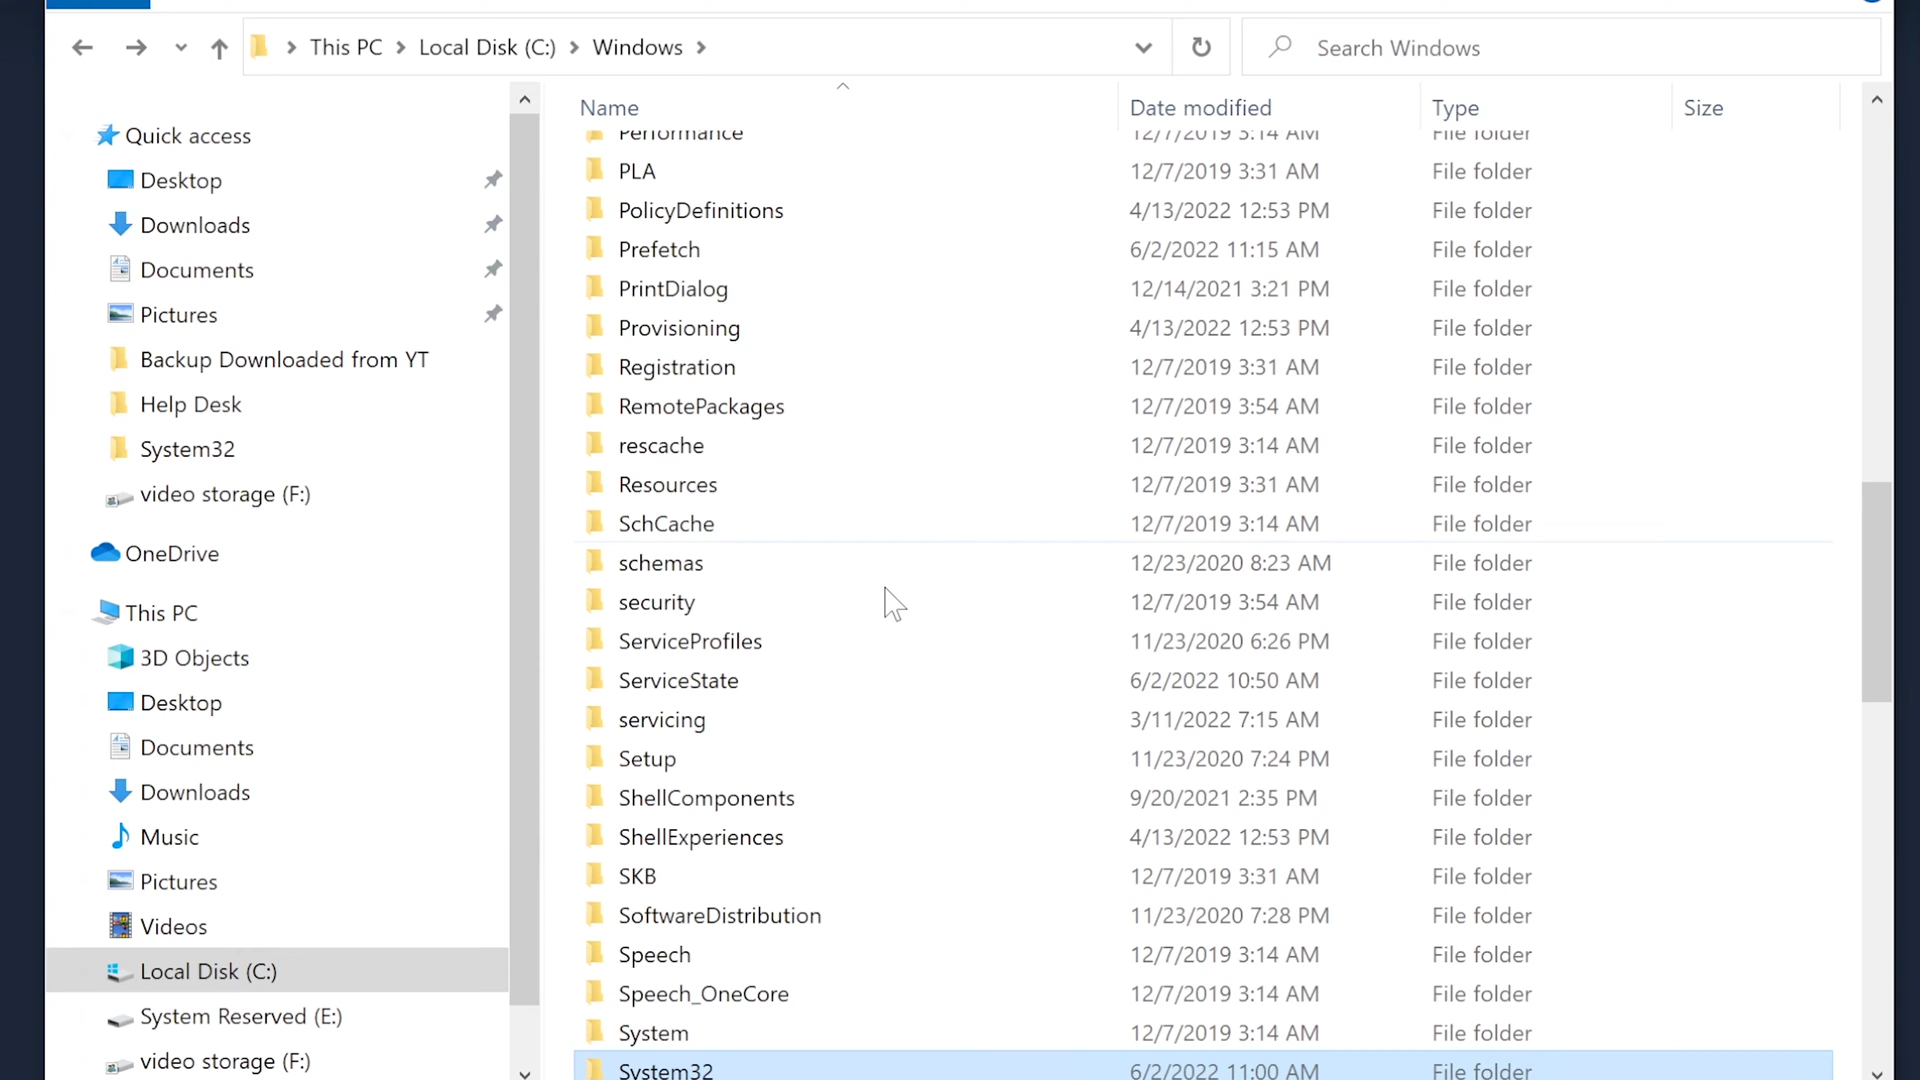 This PC > Local Disk (C:) > Windows >
Search Windows
Quick access
Desktop
Downloads
Documents
Pictures
Backup Downloaded from YT
Help Desk
System32
video storage (F:)
OneDrive
This PC
3D Objects
Desktop
Documents
Downloads
Music
Pictures
Videos
Local Disk (C:)
System Reserved (E:)
video storage (F:)
Name Date modified Type Size
Performance 12/7/2019 3:14 AM File folder
PLA 12/7/2019 3:31 AM File folder
PolicyDefinitions 4/13/2022 12:53 PM File folder
Prefetch 6/2/2022 11:15 AM File folder
PrintDialog 12/14/2021 3:21 PM File folder
Provisioning 4/13/2022 12:53 PM File folder
Registration 12/7/2019 3:31 AM File folder
RemotePackages 12/7/2019 3:54 AM File folder
rescache 12/7/2019 3:14 AM File folder
Resources 12/7/2019 3:31 AM File folder
SchCache 12/7/2019 3:14 AM File folder
schemas 12/23/2020 8:23 AM File folder
security 12/7/2019 3:54 AM File folder
ServiceProfiles 11/23/2020 6:26 PM File folder
ServiceState 6/2/2022 10:50 AM File folder
servicing 3/11/2022 7:15 AM File folder
Setup 11/23/2020 7:24 PM File folder
ShellComponents 9/20/2021 2:35 PM File folder
ShellExperiences 4/13/2022 12:53 PM File folder
SKB 12/7/2019 3:31 AM File folder
SoftwareDistribution 11/23/2020 7:28 PM File folder
Speech 12/7/2019 3:14 AM File folder
Speech_OneCore 12/7/2019 3:14 AM File folder
System 12/7/2019 3:14 AM File folder
System32 6/2/2022 11:00 AM File folder